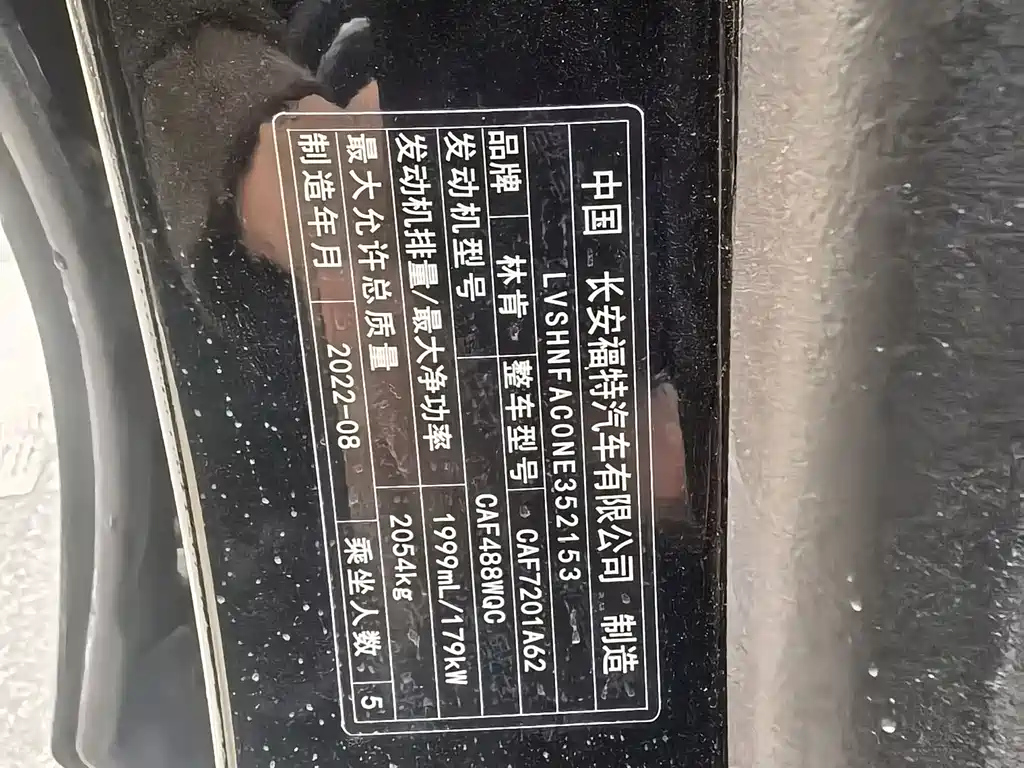 中国 长安福特汽车有限公司 制造
LVSHNFAC0NE352153
品牌 林肯 整车型号 CAF7201A62
发动机型号 CAF488WQC
发动机排量/最大净功率 1999mL/179kW
最大允许总质量 2054kg
制造年月 2022-08 乘坐人数 5